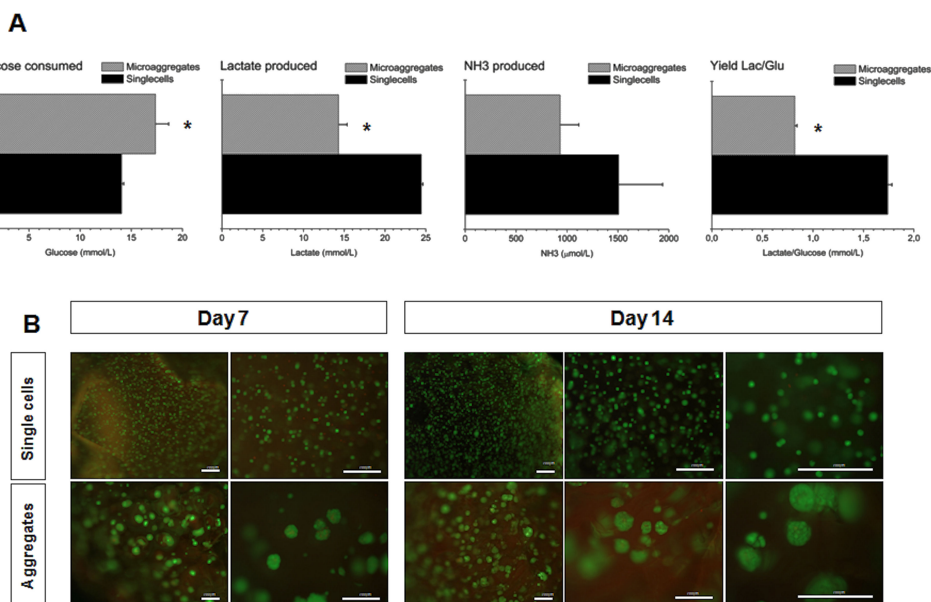 A
cose consumed
Microaggregates
Singlecells
5 10 15 20
Glucose (mmol/L)
*
Lactate produced
Microaggregates
Singlecells
0 5 10 15 20 25
Lactate (mmol/L)
*
NH3 produced
Microaggregates
Singlecells
0 500 1000 1500 2000
NH3 (μmol/L)
Yield Lac/Glu
Microaggregates
Singlecells
0,0 0,5 1,0 1,5 2,0
Lactate/Glucose (mmol/L)
*
B
Day 7
Day 14
Single cells
Aggregates